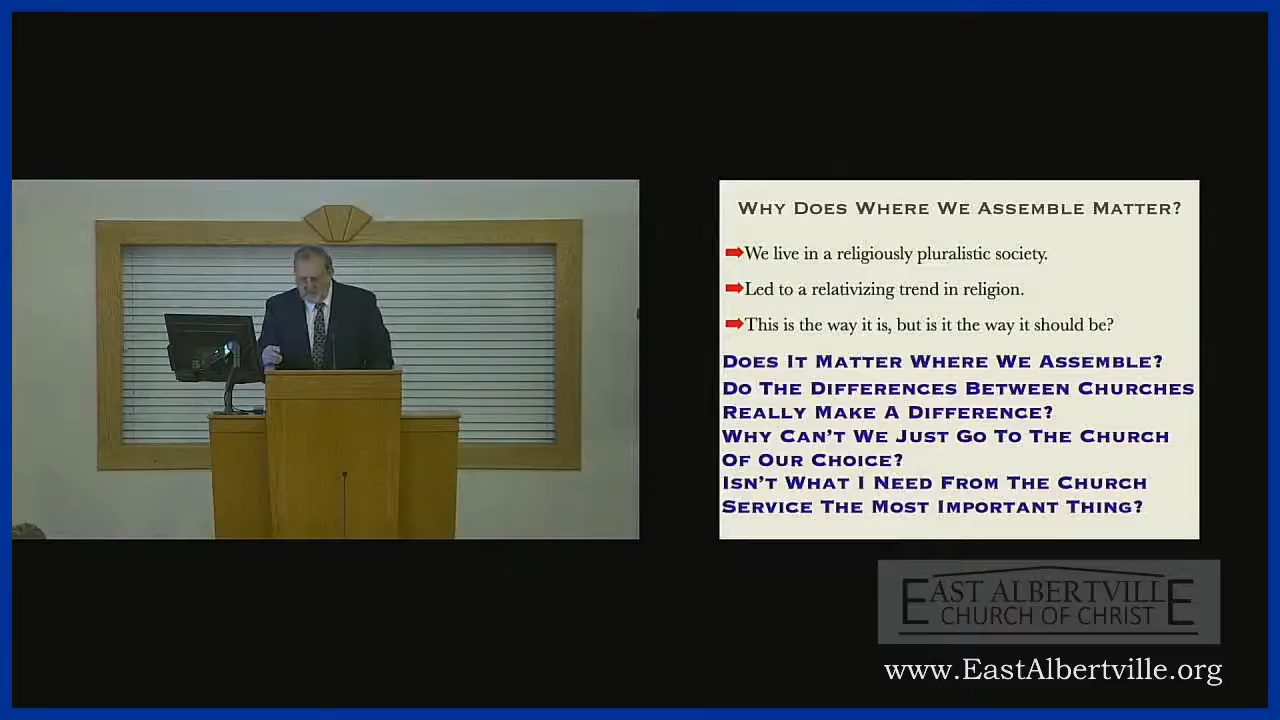 WHY DOES WHERE WE ASSEMBLE MATTER?
We live in a religiously pluralistic society.
Led to a relativizing trend in religion.
This is the way it is, but is it the way it should be?
DOES IT MATTER WHERE WE ASSEMBLE?
DO THE DIFFERENCES BETWEEN CHURCHES
REALLY MAKE A DIFFERENCE?
WHY CAN'T WE JUST GO TO THE CHURCH
OF OUR CHOICE?
ISN'T WHAT I NEED FROM THE CHURCH
SERVICE THE MOST IMPORTANT THING?
EAST ALBERTVILLE
CHURCH OF CHRIST
www.EastAlbertville.org